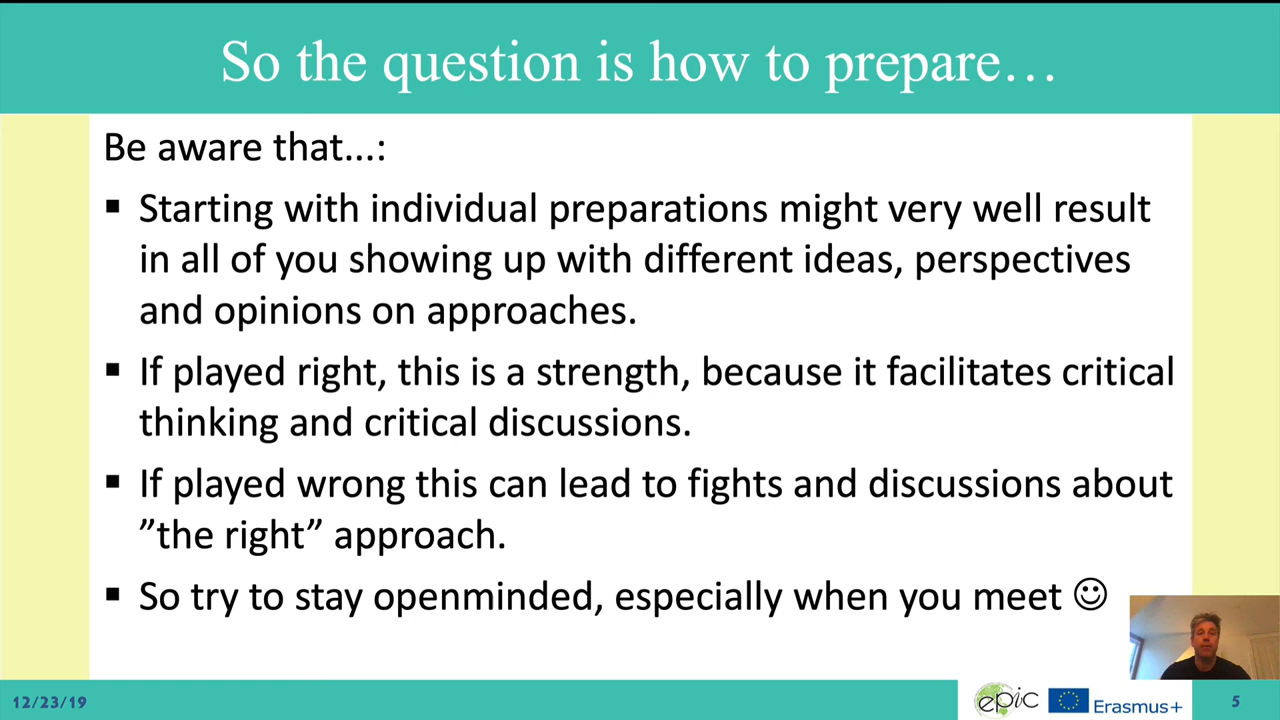 So the question is how to prepare…
Be aware that...:
▪ Starting with individual preparations might very well result
in all of you showing up with different ideas, perspectives
and opinions on approaches.
▪ If played right, this is a strength, because it facilitates critical
thinking and critical discussions.
▪ If played wrong this can lead to fights and discussions about
”the right” approach.
▪ So try to stay openminded, especially when you meet ☺
12/23/19
epic
Erasmus+
5